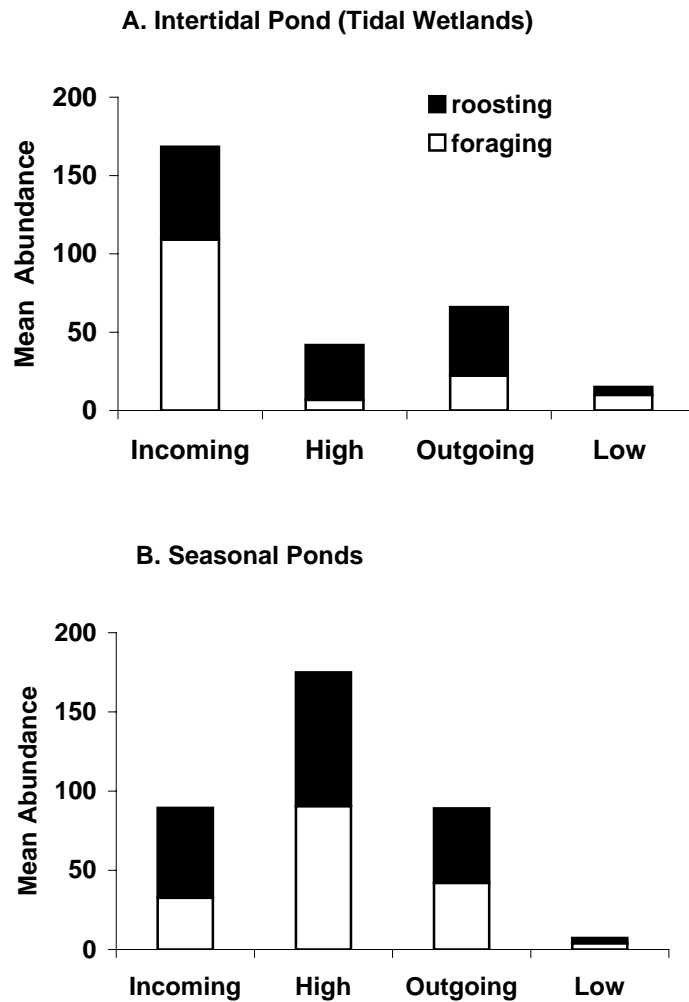 A. Intertidal Pond (Tidal Wetlands)
200
150
100
50
0
Mean Abundance
roosting
foraging
Incoming High Outgoing Low
B. Seasonal Ponds
200
150
100
50
0
Mean Abundance
Incoming High Outgoing Low